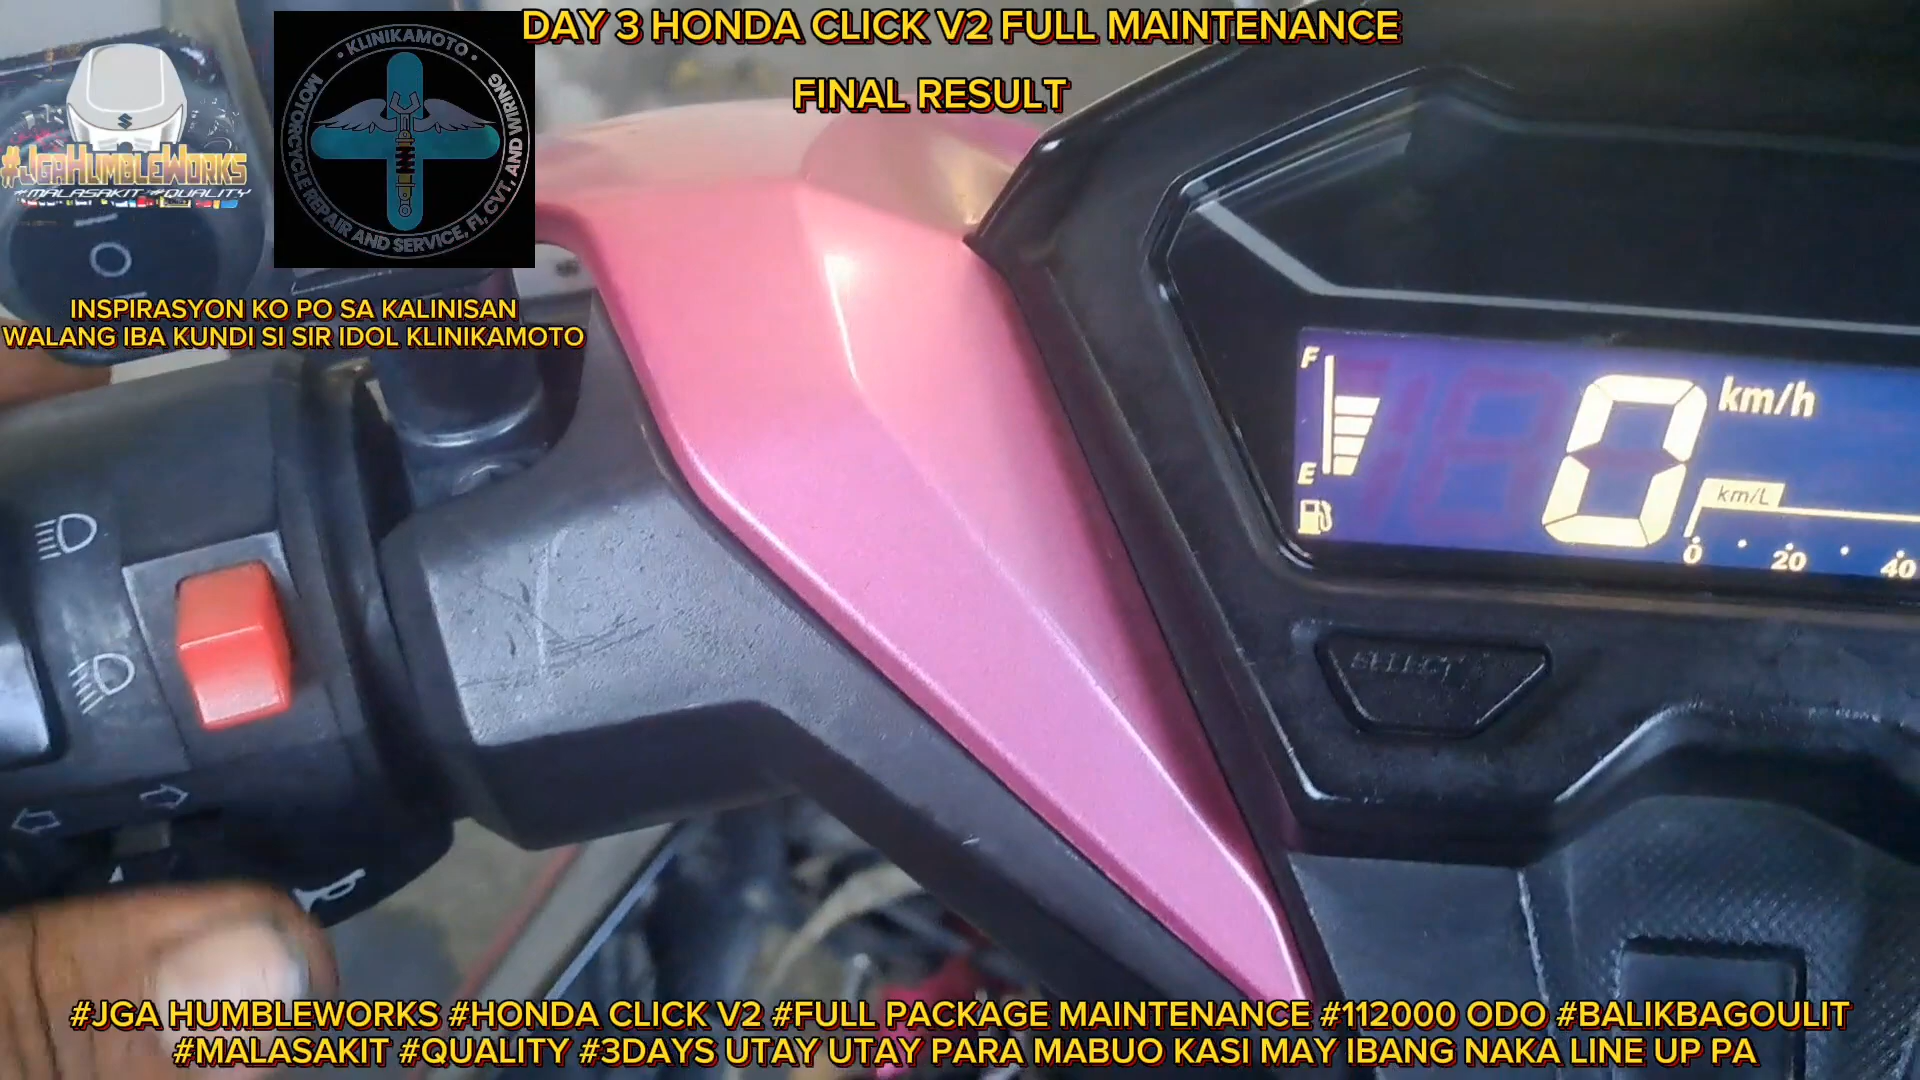 DAY 3 HONDA CLICK V2 FULL MAINTENANCE
FINAL RESULT
#JGAHUMBLEWORKS
#MALASAKIT #QUALITY
• KLINIKAMOTO •
MOTORCYCLE REPAIR AND SERVICE, FI, CVT, AND WIRING
INSPIRASYON KO PO SA KALINISAN
WALANG IBA KUNDI SI SIR IDOL KLINIKAMOTO
F
E
0 km/h
km/L
0 20 40
SELECT
#JGA HUMBLEWORKS #HONDA CLICK V2 #FULL PACKAGE MAINTENANCE #112000 ODO #BALIKBAGOULIT
#MALASAKIT #QUALITY #3DAYS UTAY UTAY PARA MABUO KASI MAY IBANG NAKA LINE UP PA